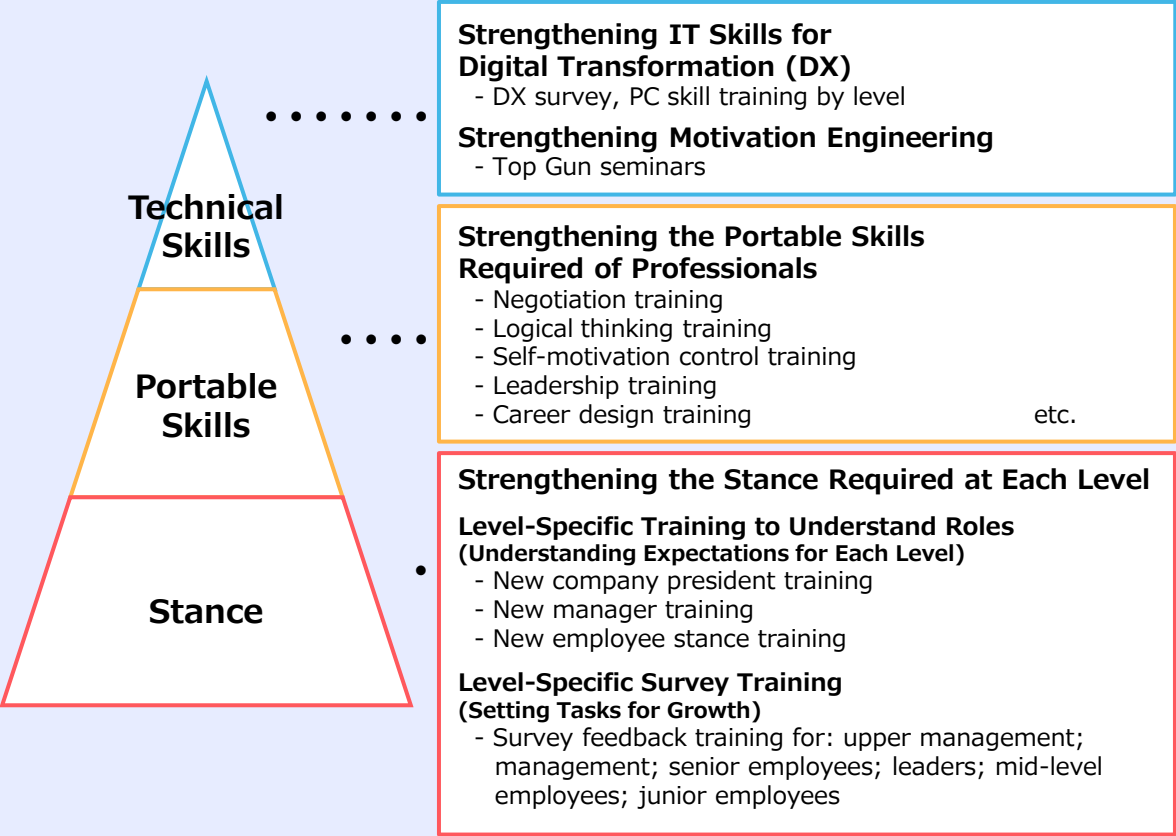 Technical
Skills
Portable
Skills
Stance
Strengthening IT Skills for
Digital Transformation (DX)
- DX survey, PC skill training by level
Strengthening Motivation Engineering
- Top Gun seminars
Strengthening the Portable Skills
Required of Professionals
- Negotiation training
- Logical thinking training
- Self-motivation control training
- Leadership training
- Career design training etc.
Strengthening the Stance Required at Each Level
Level-Specific Training to Understand Roles
(Understanding Expectations for Each Level)
- New company president training
- New manager training
- New employee stance training
Level-Specific Survey Training
(Setting Tasks for Growth)
- Survey feedback training for: upper management;
management; senior employees; leaders; mid-level
employees; junior employees